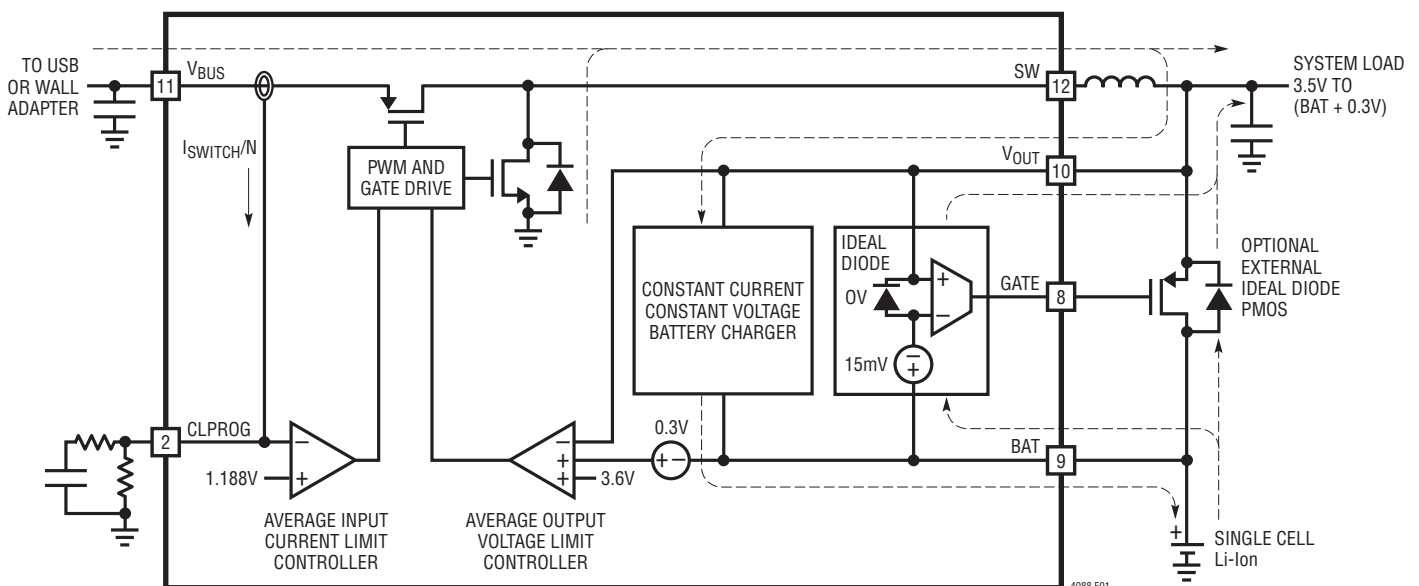 TO USB
OR WALL
ADAPTER
11
VBUS
SW
12
SYSTEM LOAD
3.5V TO
(BAT + 0.3V)
ISWITCH/N
PWM AND
GATE DRIVE
VOUT
10
IDEAL
DIODE
0V
+
–
15mV
–
+
GATE
8
OPTIONAL
EXTERNAL
IDEAL DIODE
PMOS
CONSTANT CURRENT
CONSTANT VOLTAGE
BATTERY CHARGER
2
CLPROG
–
1.188V
+
AVERAGE INPUT
CURRENT LIMIT
CONTROLLER
–
+
+
3.6V
AVERAGE OUTPUT
VOLTAGE LIMIT
CONTROLLER
0.3V
+ –
BAT
9
+
SINGLE CELL
Li-Ion
4088 F01